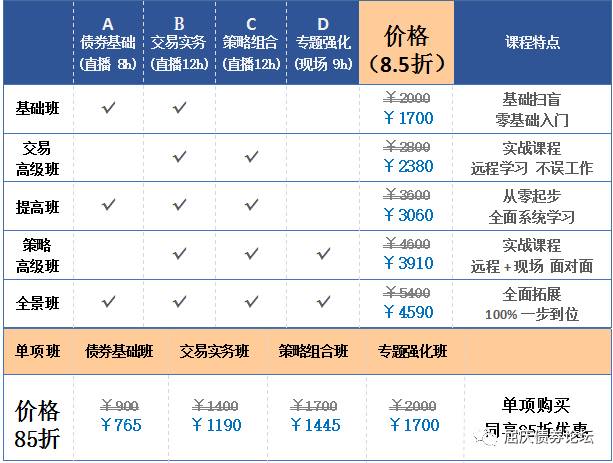 A B C D 价格 课程特点
债券基础 交易实务 策略组合 专题强化 (8.5折)
(直播 8h) (直播12h) (直播12h) (现场 9h)
基础班 ✓ ✓ ￥2000 基础扫盲
￥1700 零基础入门
交易 ✓ ✓ ￥2800 实战课程
高级班 ￥2380 远程学习 不误工作
提高班 ✓ ✓ ✓ ￥3600 从零起步
￥3060 全面系统学习
策略 ✓ ✓ ✓ ￥4600 实战课程
高级班 ￥3910 远程+现场 面对面
全景班 ✓ ✓ ✓ ✓ ￥5400 全面拓展
￥4590 100%一步到位
单项班 债券基础班 交易实务班 策略组合班 专题强化班
价格 ￥900 ￥1400 ￥1700 ￥2000 单项购买
85折 ￥765 ￥1190 ￥1445 ￥1700 同享85折优惠
屈庆债券论坛